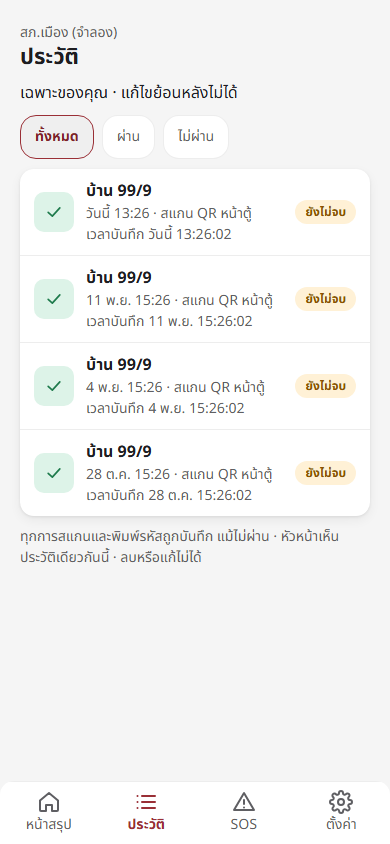 สภ.เมือง (จำลอง)
ประวัติ
เฉพาะของคุณ · แก้ไขย้อนหลังไม่ได้
ทั้งหมด
ผ่าน
ไม่ผ่าน
บ้าน 99/9
วันนี้ 13:26 · สแกน QR หน้าตู้
เวลาบันทึก วันนี้ 13:26:02
ยังไม่จบ
บ้าน 99/9
11 พ.ย. 15:26 · สแกน QR หน้าตู้
เวลาบันทึก 11 พ.ย. 15:26:02
ยังไม่จบ
บ้าน 99/9
4 พ.ย. 15:26 · สแกน QR หน้าตู้
เวลาบันทึก 4 พ.ย. 15:26:02
ยังไม่จบ
บ้าน 99/9
28 ต.ค. 15:26 · สแกน QR หน้าตู้
เวลาบันทึก 28 ต.ค. 15:26:02
ยังไม่จบ
ทุกการสแกนและพิมพ์รหัสถูกบันทึก แม้ไม่ผ่าน · หัวหน้าเห็น
ประวัติเดียวกันนี้ · ลบหรือแก้ไม่ได้
หน้าสรุป
ประวัติ
SOS
ตั้งค่า